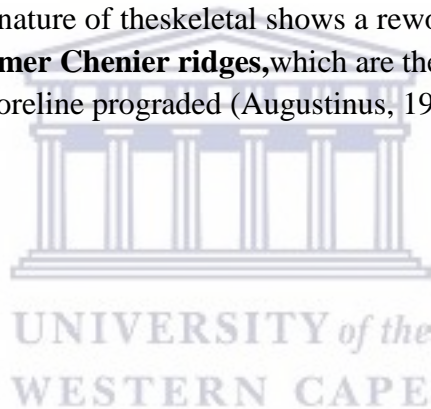 nature of theskeletal shows a rewo
mer Chenier ridges,which are the
oreline prograded (Augustinus, 19
UNIVERSITY of the
WESTERN CAPE